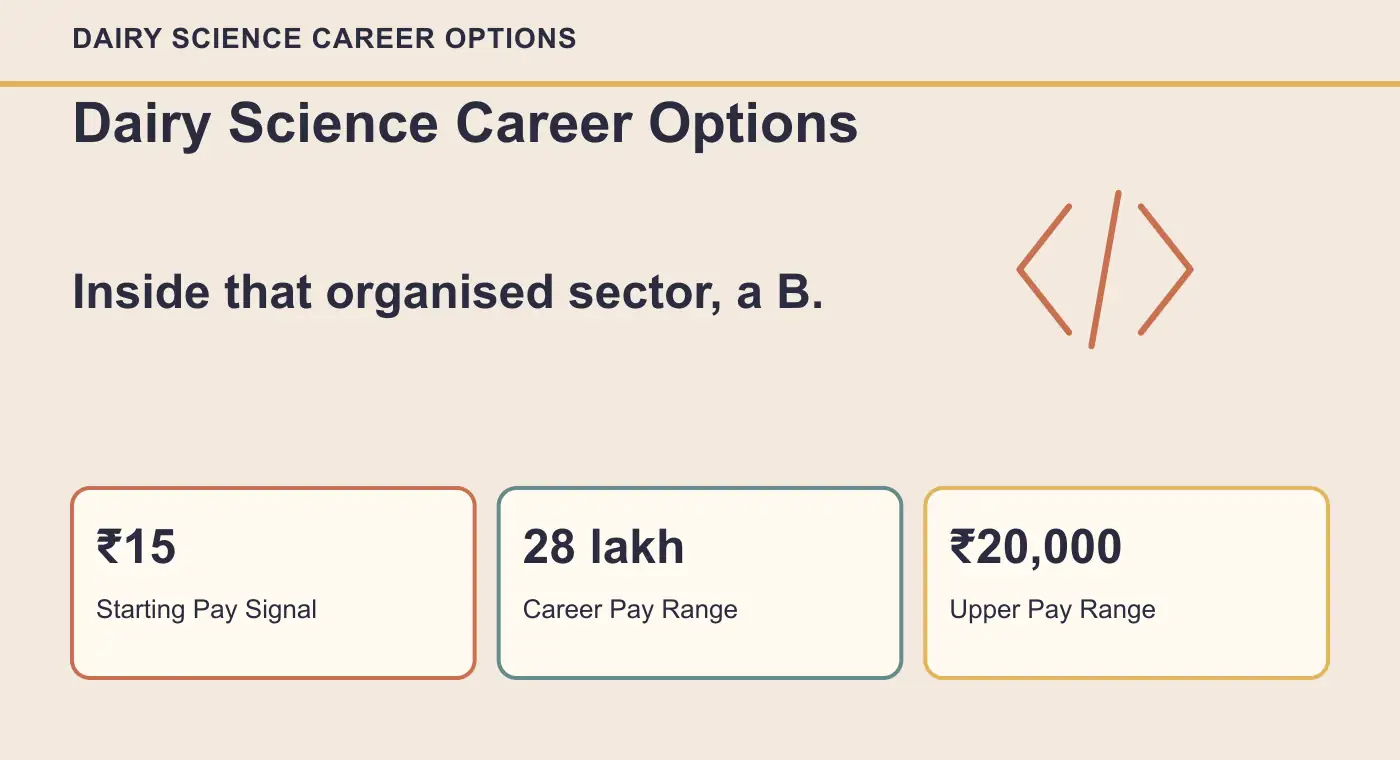 DAIRY SCIENCE CAREER OPTIONS
Dairy Science Career Options
Inside that organised sector, a B.
₹15
Starting Pay Signal
28 lakh
Career Pay Range
₹20,000
Upper Pay Range